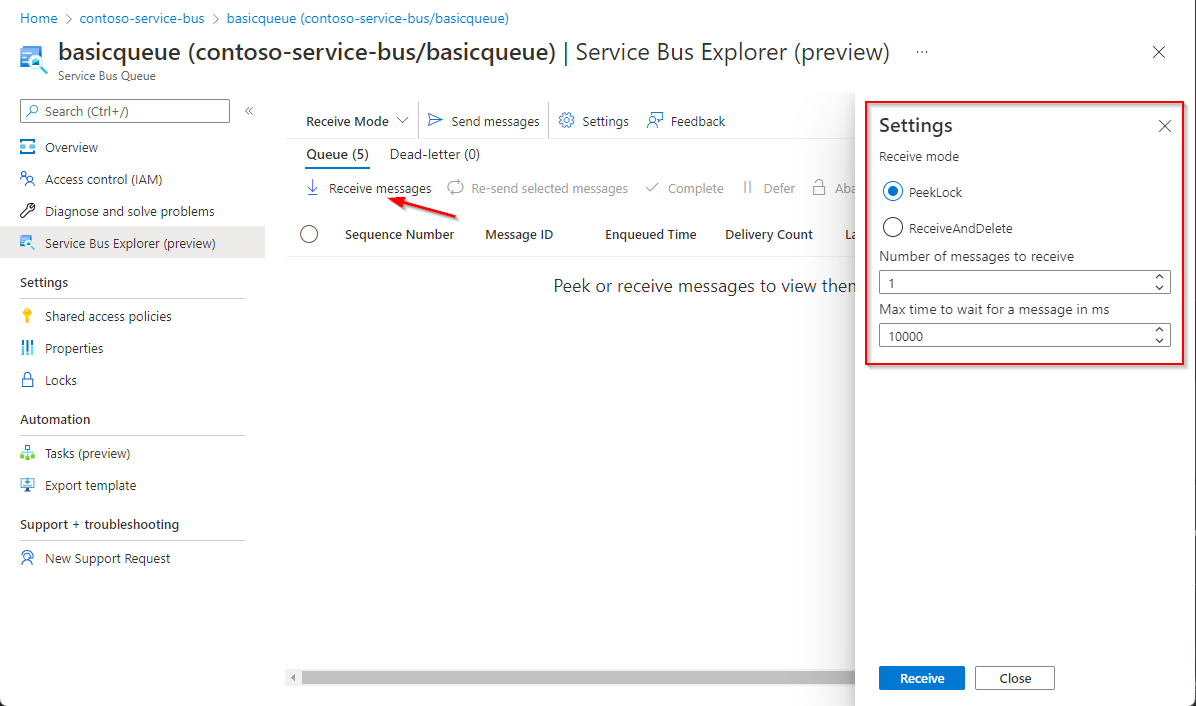 Home > contoso-service-bus > basicqueue (contoso-service-bus/basicqueue)
basicqueue (contoso-service-bus/basicqueue) | Service Bus Explorer (preview) ...
Service Bus Queue
Search (Ctrl+/)
«
Overview
Access control (IAM)
Diagnose and solve problems
Service Bus Explorer (preview)
Settings
Shared access policies
Properties
Locks
Automation
Tasks (preview)
Export template
Support + troubleshooting
New Support Request
Receive Mode
Send messages
Settings
Feedback
Queue (5)
Dead-letter (0)
Receive messages
Re-send selected messages
Complete
Defer
Aba
Sequence Number
Message ID
Enqueued Time
Delivery Count
La
Peek or receive messages to view then
Settings
Receive mode
PeekLock
ReceiveAndDelete
Number of messages to receive
1
Max time to wait for a message in ms
10000
Receive
Close